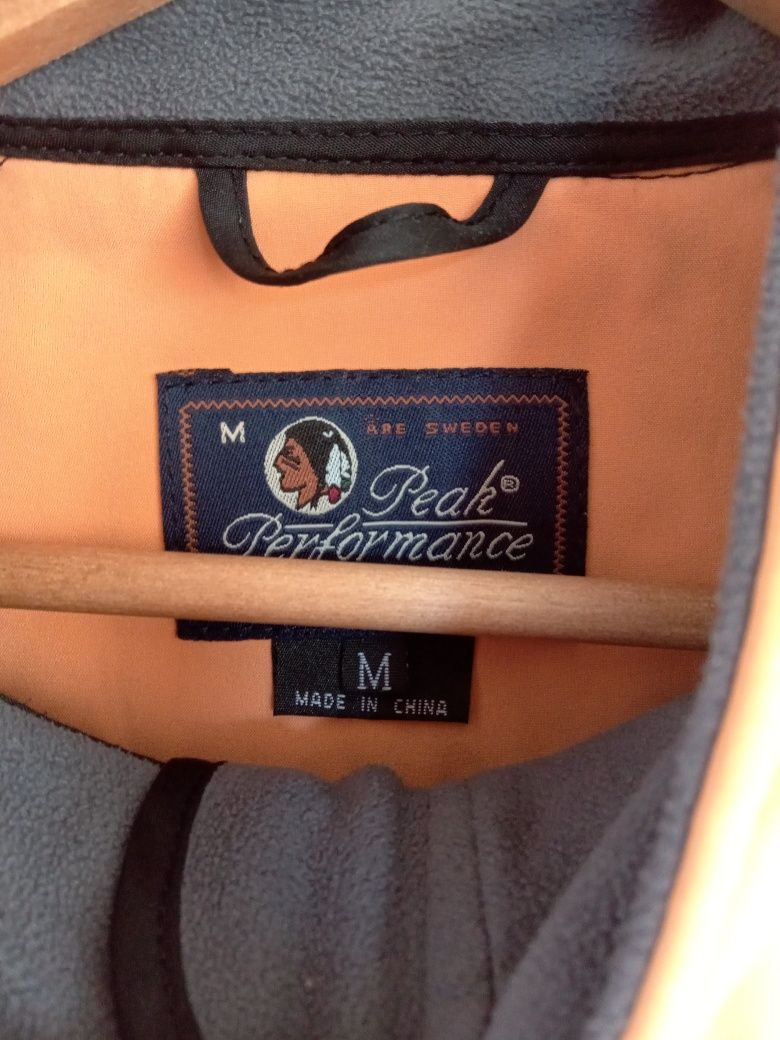 M ÅRE SWEDEN
Peak®
Performance
M
MADE IN CHINA